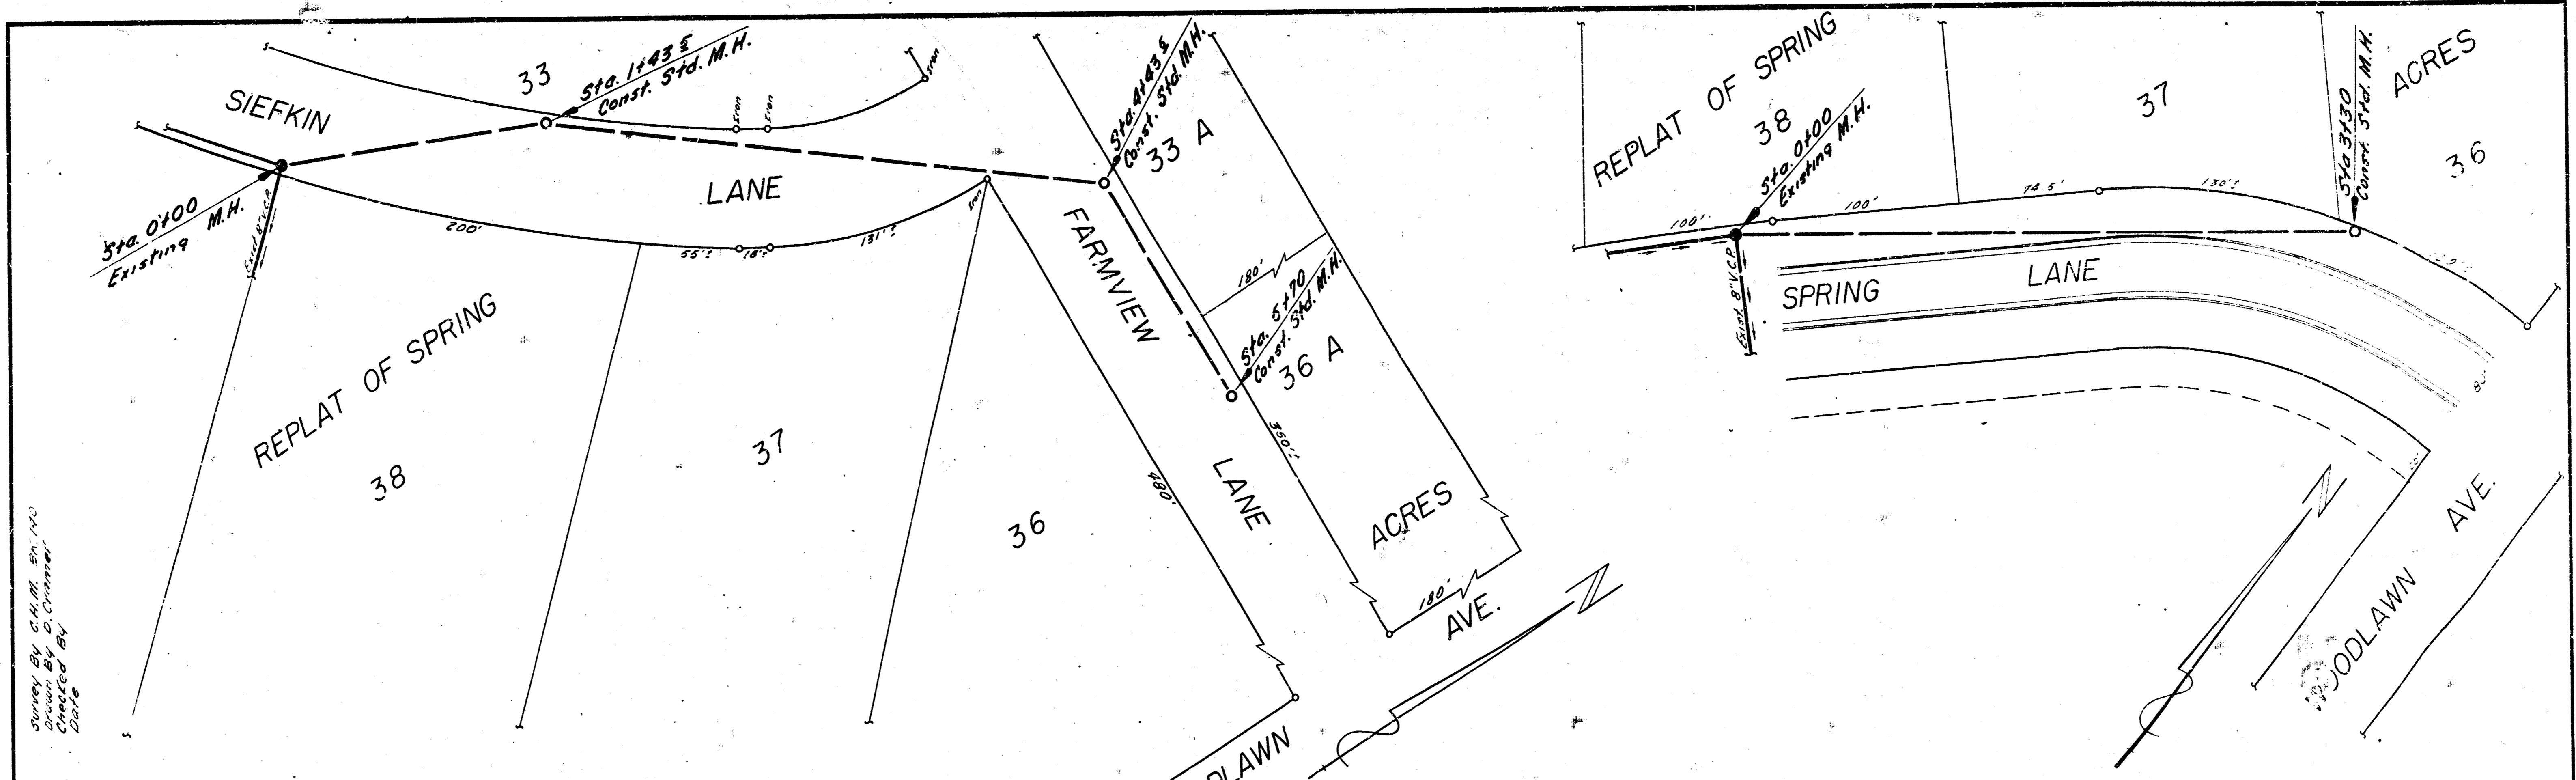 33
Sta. 1+43 5
Const. Std. M.H.
SIEFKIN
Iron
Iron
Iron
Sta. 4+43 5
Const. Std. M.H.
33 A
LANE
Sta. 0+00
Existing M.H.
Exist 8" V.C.P.
200'
55'±
18'±
131'±
Iron
FARMVIEW
180'
Sta. 5+70
Const. Std. M.H.
36 A
REPLAT OF SPRING
38
37
36
480'
LANE
350'±
ACRES
180'
AVE.
N
DLAWN
Survey By C.H.M.
Drawn By D. Cramer
Checked By
Date
REPLAT OF SPRING
38
Sta. 0+00
Existing M.H.
37
Sta 3+30
Const. Std. M.H.
ACRES
36
100'
100'
74.5'
130'±
Exist. 8" V.C.P.
SPRING
LANE
N
WOODLAWN
AVE.